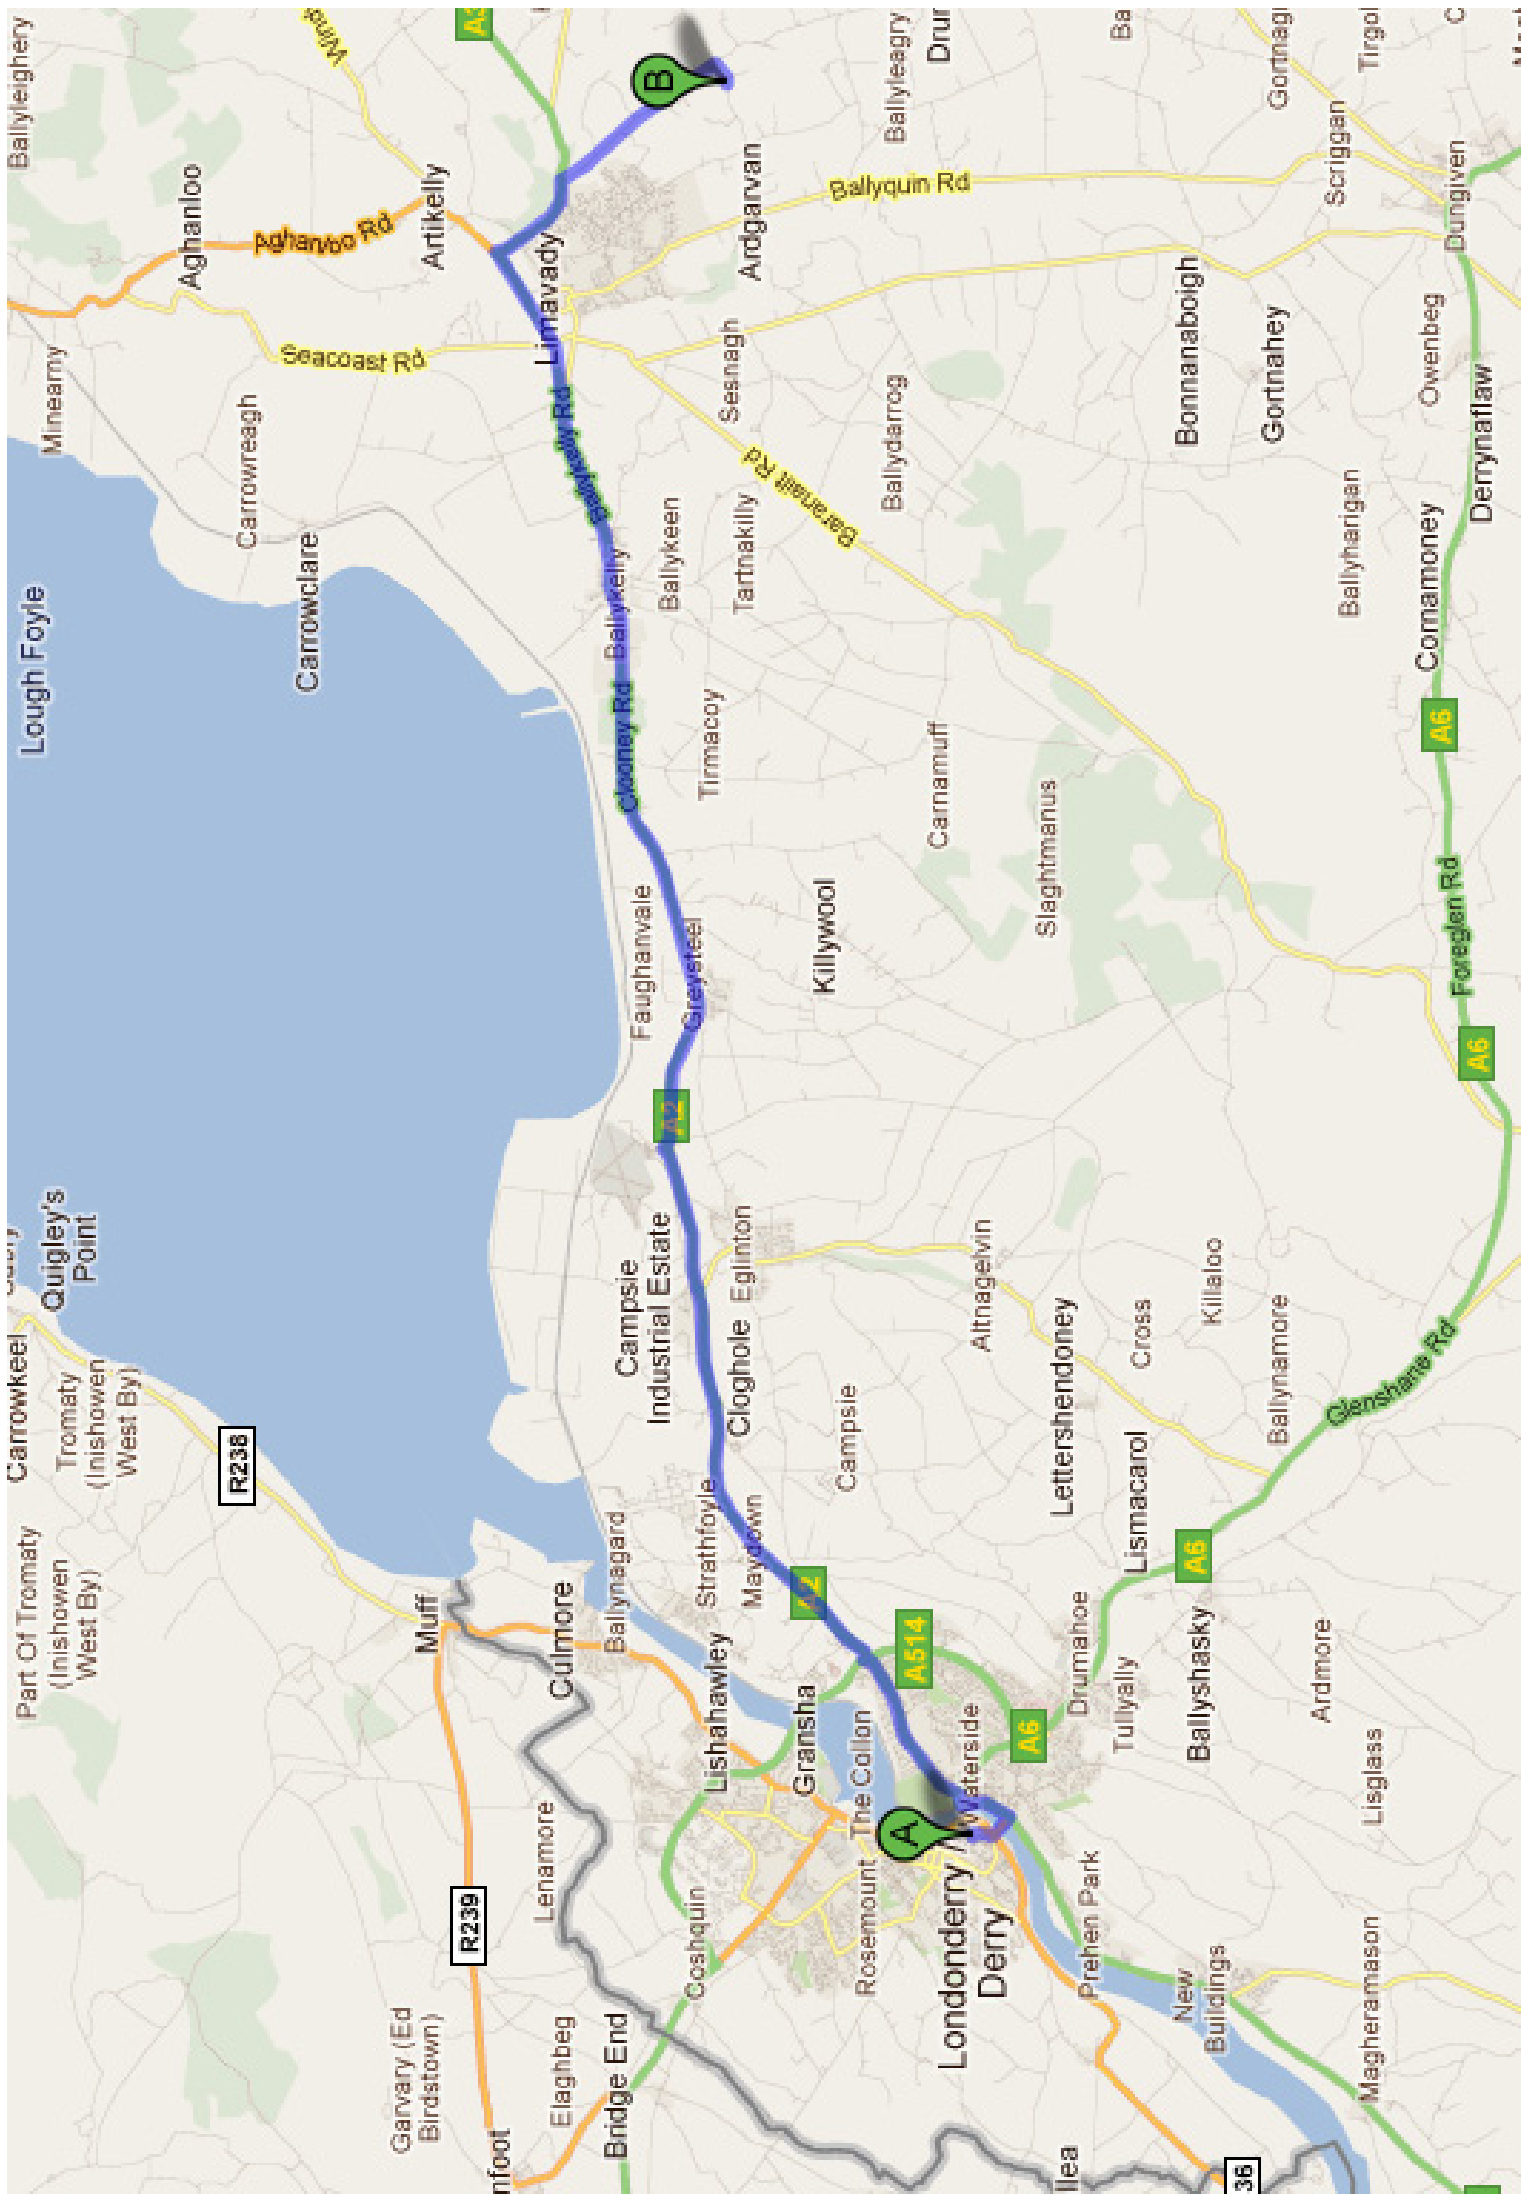 Lough Foyle
Quigley's
Point
Carrowkeel
Tromaty
(Inishowen
West By)
Part Of Tromaty
(Inishowen
West By)
R238
Muff
R239
Garvary (Ed
Birdstown)
Elaghbeg
Bridge End
Lenamore
Culmore
Ballynagard
Coshquin
Lishahawley
Gransha
The Collon
Rosemount
A
Londonderry /
Derry
Waterside
Prehen Park
New
Buildings
Magheramason
Strathfoyle
Maydown
A2
A514
A6
Drumahoe
Tullyally
Ballyshasky
Ardmore
Lisglass
Campsie
Industrial Estate
Cloghole
Eglinton
Campsie
Altnagelvin
Lettershendoney
Cross
Killaloo
Lismacarol
Ballynamore
A6
Glenshane Rd
A2
Faughanvale
Greysteel
Killywool
Tirmacoy
Carnamuff
Slaghtmanus
Clooney Rd
Ballykelly
Ballykelly Rd
Ballykeen
Tartnakilly
Baranailt Rd
Ballydarrog
Sesnagh
Carrowclare
Carrowreagh
Minearny
Seacoast Rd
Aghanloo
Aghanloo Rd
Artikelly
Ballyleighery
Limavady
B
Ardgarvan
Ballyquin Rd
Ballyleagry
Bonnanaboigh
Gortnahey
Scriggan
Dungiven
Owenbeg
Derrynaflaw
Ballyharigan
Cornamoney
A6
Foreglen Rd
A6